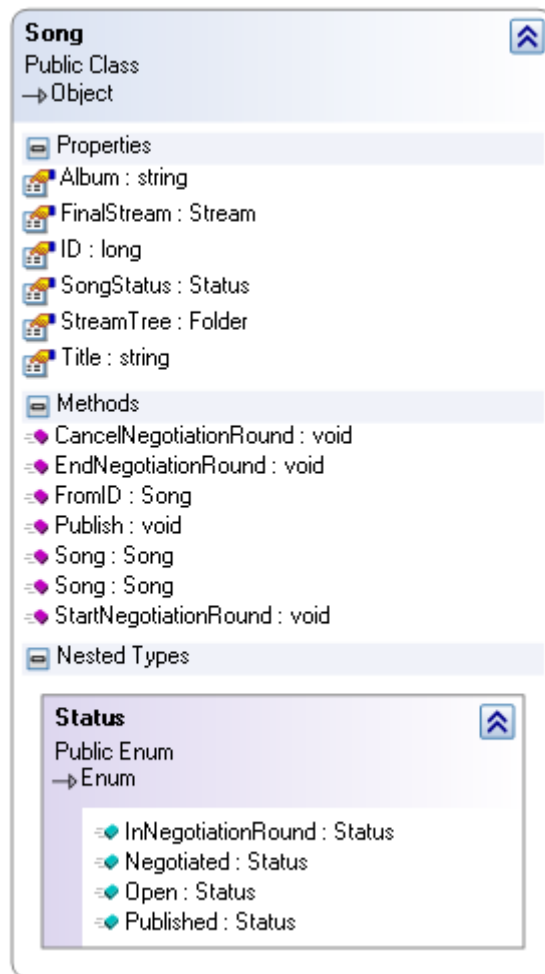 Song
Public Class
Object
Properties
Album : string
FinalStream : Stream
ID : long
SongStatus : Status
StreamTree : Folder
Title : string
Methods
CancelNegotiationRound : void
EndNegotiationRound : void
FromID : Song
Publish : void
Song : Song
Song : Song
StartNegotiationRound : void
Nested Types
Status
Public Enum
Enum
InNegotiationRound : Status
Negotiated : Status
Open : Status
Published : Status